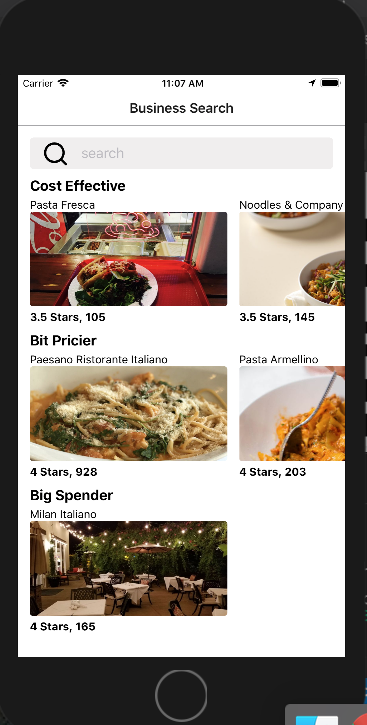 Carrier 11:07 AM
Business Search
search
Cost Effective
Pasta Fresca Noodles & Company
3.5 Stars, 105 3.5 Stars, 145
Bit Pricier
Paesano Ristorante Italiano Pasta Armellino
4 Stars, 928 4 Stars, 203
Big Spender
Milan Italiano
4 Stars, 165